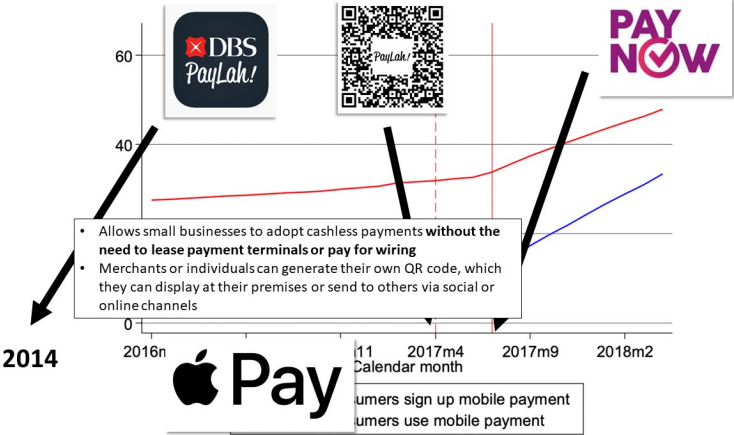 DBS
PayLah!
PayLah!
PAY
NOW
60
40
• Allows small businesses to adopt cashless payments without the
need to lease payment terminals or pay for wiring
• Merchants or individuals can generate their own QR code, which
they can display at their premises or send to others via social or
online channels
0
2014
2016m
11
2017m4
2017m9
2018m2
Calendar month
Pay
sumers sign up mobile payment
sumers use mobile payment